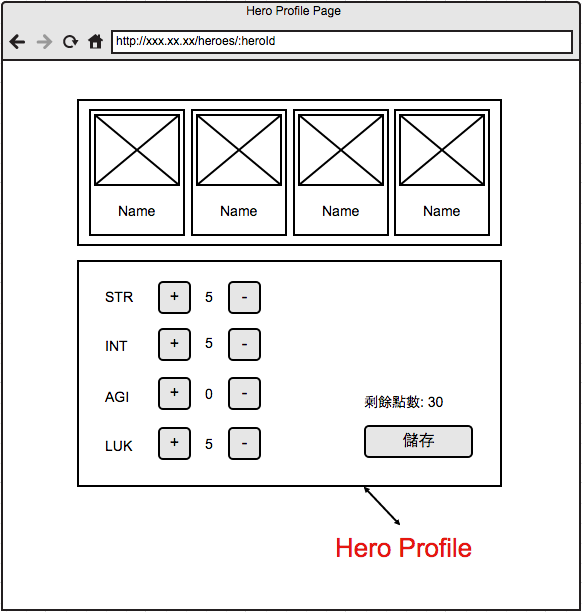 Hero Profile Page
http://xxx.xx.xx/heroes/:heroId
Name Name Name Name
STR + 5 -
INT + 5 -
AGI + 0 -
剩餘點數: 30
LUK + 5 -
儲存
Hero Profile